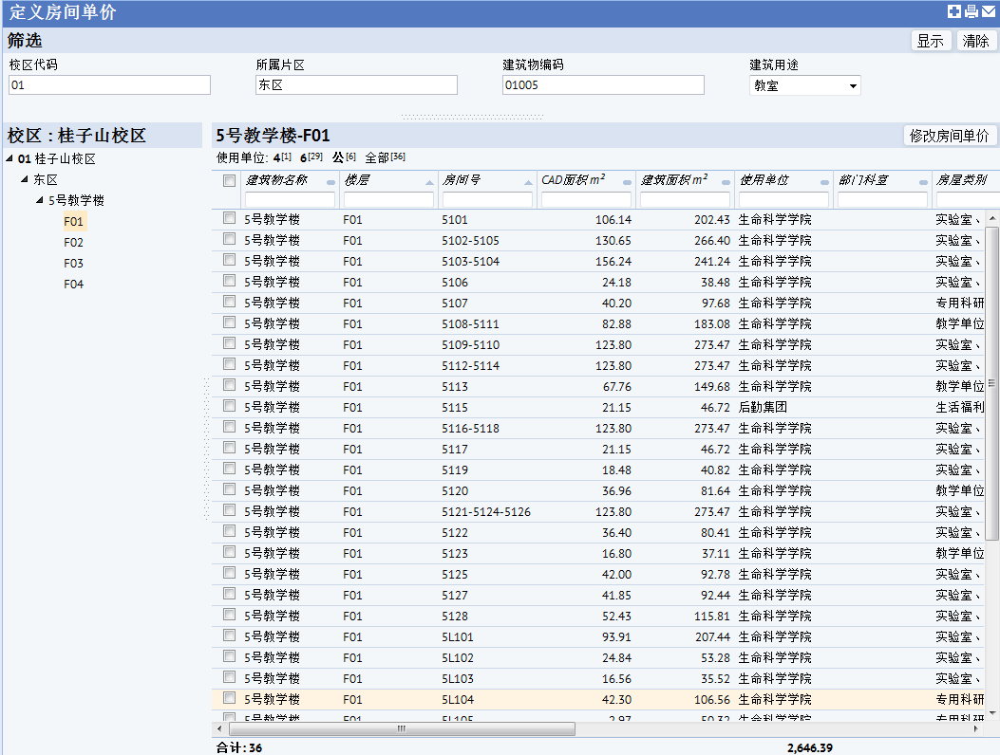 定义房间单价
筛选 显示 清除
校区代码 所属片区 建筑物编码 建筑用途
01 东区 01005 教室
校区：桂子山校区
01 桂子山校区
东区
5号教学楼
F01
F02
F03
F04
5号教学楼-F01 修改房间单价
使用单位: 4[1] 6[29] 公[6] 全部[36]
建筑物名称 楼层 房间号 CAD面积 m² 建筑面积 m² 使用单位 部门科室 房屋类别
5号教学楼 F01 5101 106.14 202.43 生命科学学院 实验室、
5号教学楼 F01 5102-5105 130.65 266.40 生命科学学院 实验室、
5号教学楼 F01 5103-5104 156.24 241.24 生命科学学院 实验室、
5号教学楼 F01 5106 24.18 38.48 生命科学学院 实验室、
5号教学楼 F01 5107 40.20 97.68 生命科学学院 专用科研
5号教学楼 F01 5108-5111 82.88 183.08 生命科学学院 教学单位
5号教学楼 F01 5109-5110 123.80 273.47 生命科学学院 实验室、
5号教学楼 F01 5112-5114 123.80 273.47 生命科学学院 实验室、
5号教学楼 F01 5113 67.76 149.68 生命科学学院 教学单位
5号教学楼 F01 5115 21.15 46.72 后勤集团 生活福利
5号教学楼 F01 5116-5118 123.80 273.47 生命科学学院 实验室、
5号教学楼 F01 5117 21.15 46.72 生命科学学院 实验室、
5号教学楼 F01 5119 18.48 40.82 生命科学学院 实验室、
5号教学楼 F01 5120 36.96 81.64 生命科学学院 教学单位
5号教学楼 F01 5121-5124-5126 123.80 273.47 生命科学学院 实验室、
5号教学楼 F01 5122 36.40 80.41 生命科学学院 实验室、
5号教学楼 F01 5123 16.80 37.11 生命科学学院 教学单位
5号教学楼 F01 5125 42.00 92.78 生命科学学院 实验室、
5号教学楼 F01 5127 41.85 92.44 生命科学学院 实验室、
5号教学楼 F01 5128 52.43 115.81 生命科学学院 实验室、
5号教学楼 F01 5L101 93.91 207.44 生命科学学院 实验室、
5号教学楼 F01 5L102 24.84 53.28 生命科学学院 实验室、
5号教学楼 F01 5L103 16.56 35.52 生命科学学院 实验室、
5号教学楼 F01 5L104 42.30 106.56 生命科学学院 专用科研
5号教学楼 F01 5L105 2.97 50.32 生命科学学院 专用科研
合计: 36 2,646.39